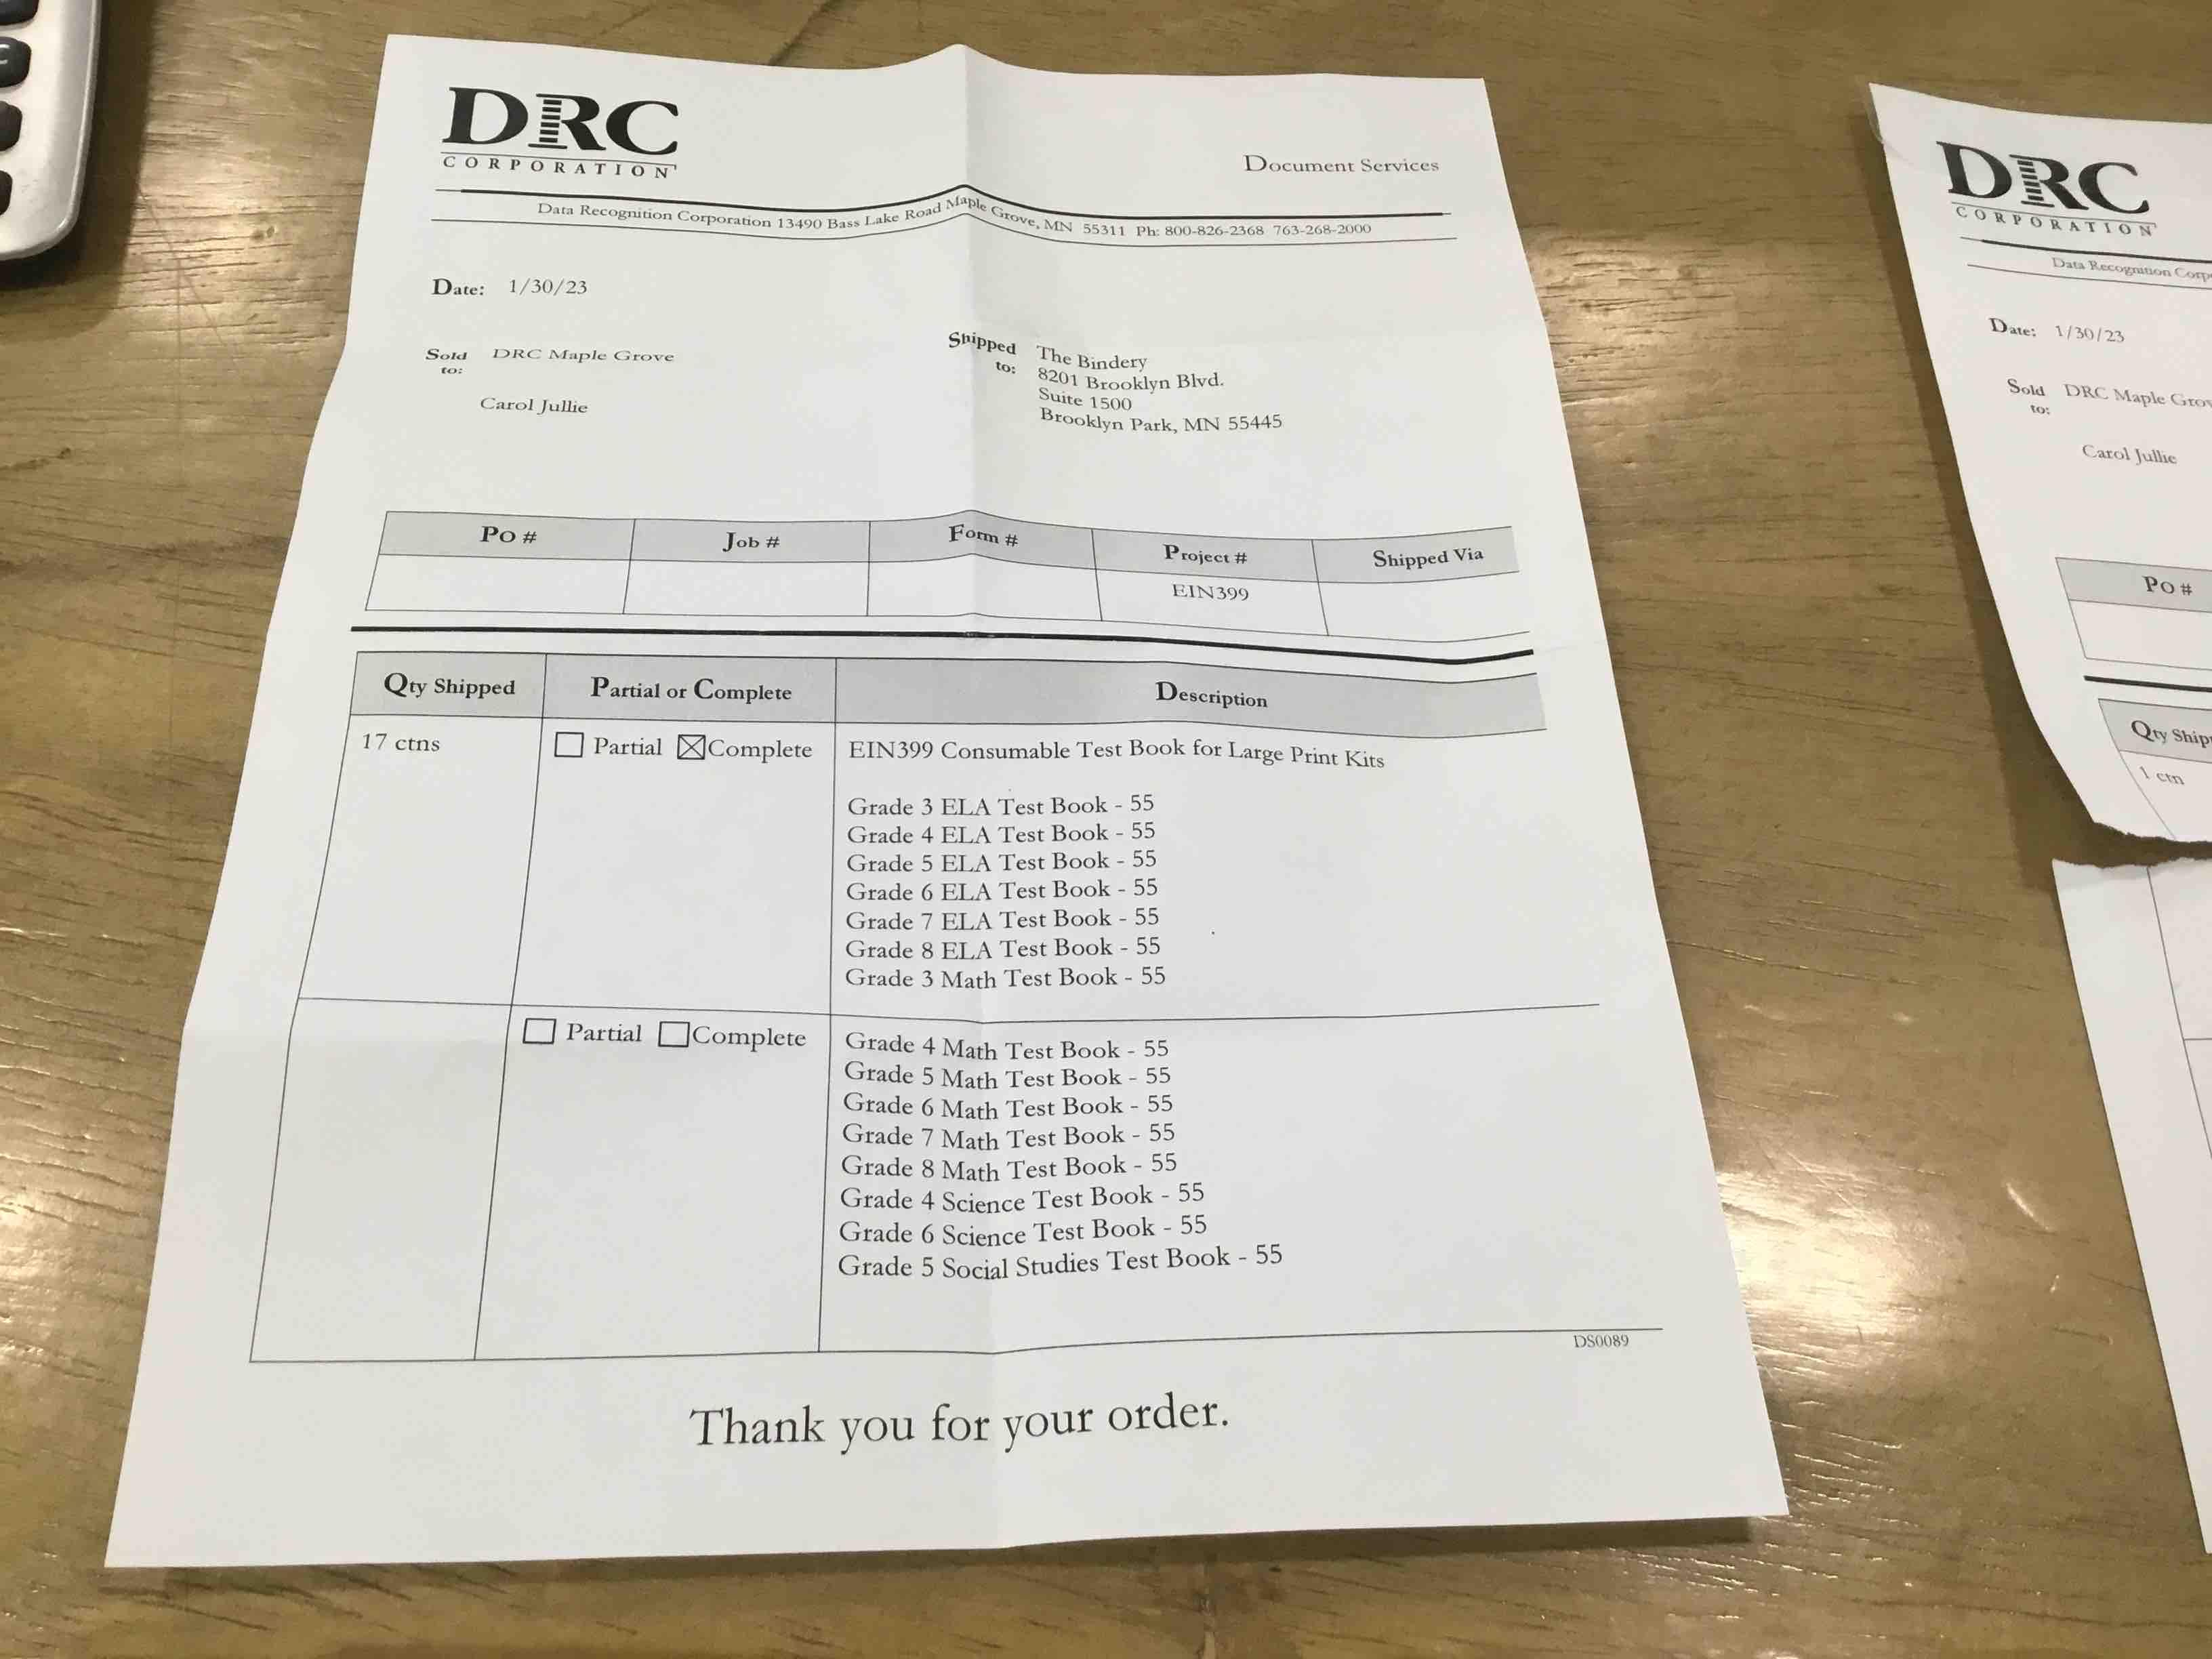 DRC
CORPORATION
Document Services
Data Recognition Corporation 13490 Bass Lake Road Maple Grove, MN 55311 Ph: 800-826-2368 763-268-2000
Date: 1/30/23
Sold to: DRC Maple Grove
Carol Jullie
Shipped to: The Bindery
8201 Brooklyn Blvd.
Suite 1500
Brooklyn Park, MN 55445
Po # Job # Form # Project # Shipped Via
EIN399
Qty Shipped Partial or Complete Description
17 ctns Partial Complete EIN399 Consumable Test Book for Large Print Kits
Grade 3 ELA Test Book - 55
Grade 4 ELA Test Book - 55
Grade 5 ELA Test Book - 55
Grade 6 ELA Test Book - 55
Grade 7 ELA Test Book - 55
Grade 8 ELA Test Book - 55
Grade 3 Math Test Book - 55
Partial Complete Grade 4 Math Test Book - 55
Grade 5 Math Test Book - 55
Grade 6 Math Test Book - 55
Grade 7 Math Test Book - 55
Grade 8 Math Test Book - 55
Grade 4 Science Test Book - 55
Grade 6 Science Test Book - 55
Grade 5 Social Studies Test Book - 55
DS0089
Thank you for your order.
DRC
CORPORATION
Data Recognition
Date: 1/30/23
Sold to: DRC Maple
Carol Jullie
Po #
Qty
1 ctn